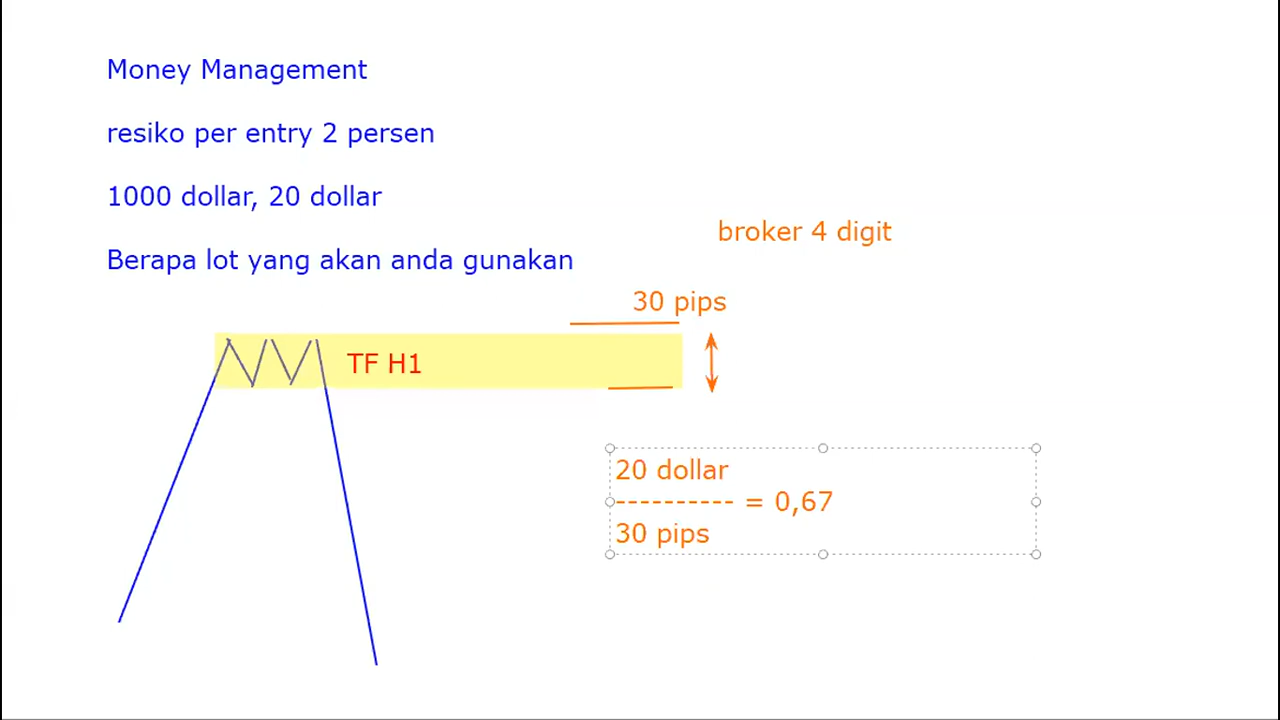 Money Management
resiko per entry 2 persen
1000 dollar, 20 dollar
broker 4 digit
Berapa lot yang akan anda gunakan
30 pips
TF H1
20 dollar
---------- = 0,67
30 pips